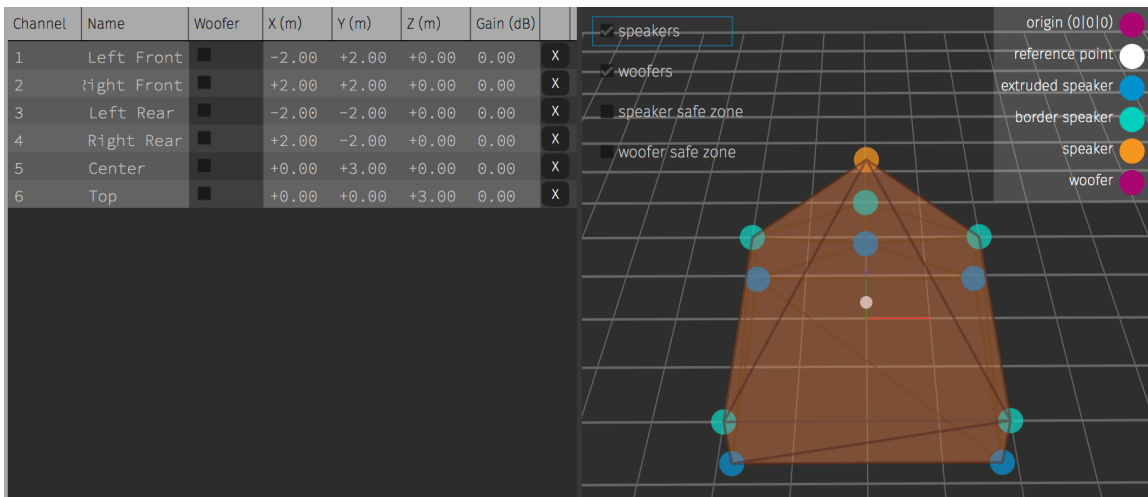 Channel Name Woofer X (m) Y (m) Z (m) Gain (dB)
1 Left Front -2.00 +2.00 +0.00 0.00 X
2 Right Front +2.00 +2.00 +0.00 0.00 X
3 Left Rear -2.00 -2.00 +0.00 0.00 X
4 Right Rear +2.00 -2.00 +0.00 0.00 X
5 Center +0.00 +3.00 +0.00 0.00 X
6 Top +0.00 +0.00 +3.00 0.00 X
speakers
woofers
speaker safe zone
woofer safe zone
origin (0|0|0)
reference point
extruded speaker
border speaker
speaker
woofer